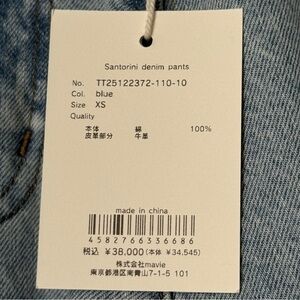 Santorini denim pants
No. TT25122372-110-10
Col. blue
Size XS
Quality
本体 綿 100%
皮革部分 牛革
made in china
4582766336686
税込 ¥38,000(本体 ¥34,545)
株式会社mavie
東京都港区南青山7-1-5 101